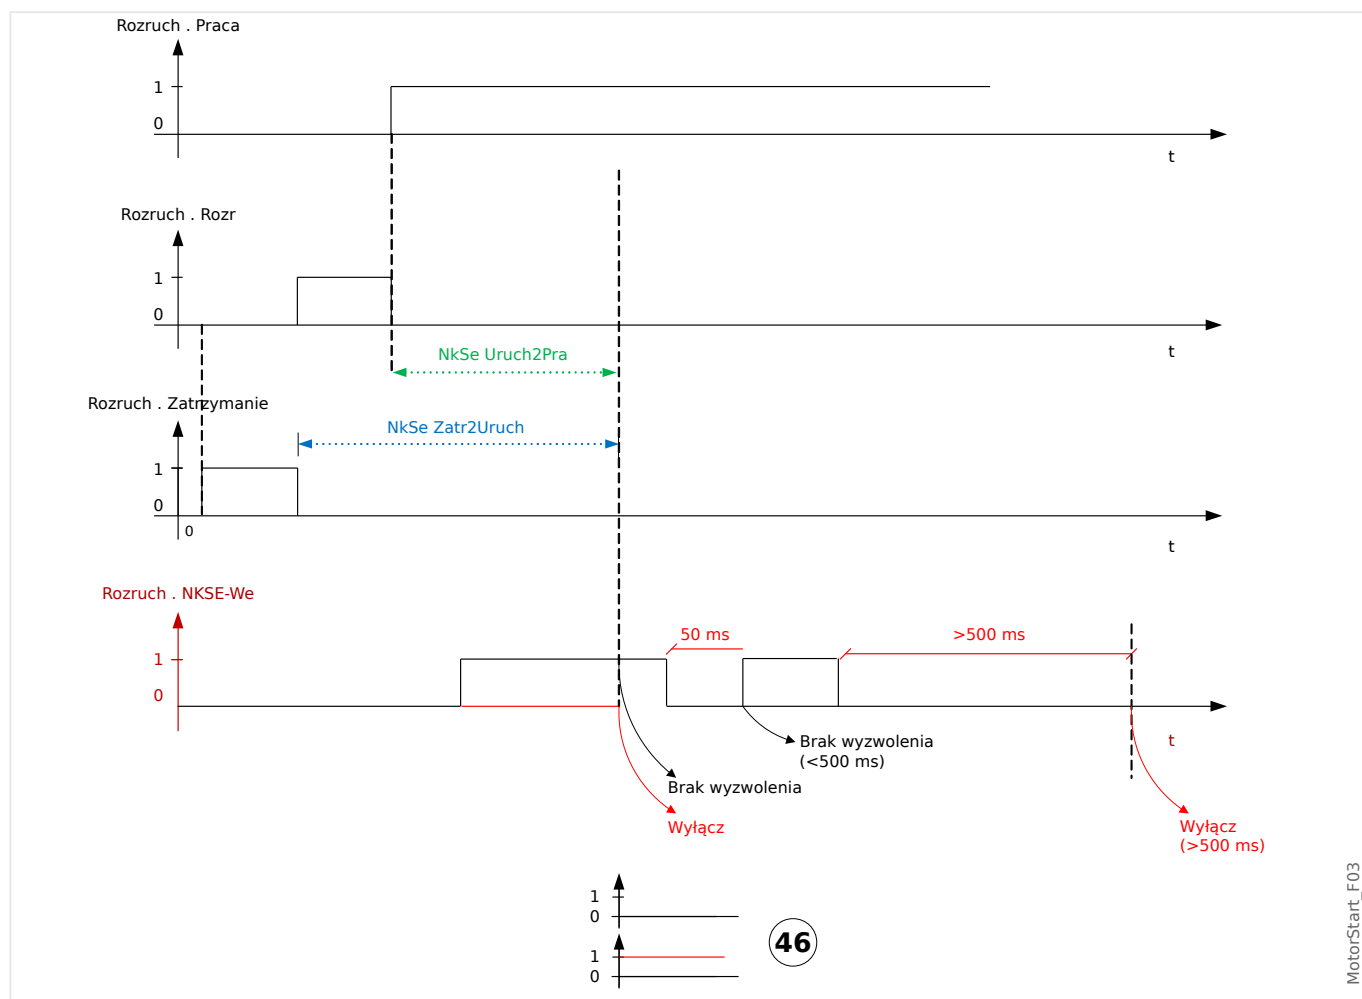 Rozruch . Praca
1
0
t
Rozruch . Rozr
1
0
t
NkSe Uruch2Pra
Rozruch . Zatrzymanie
NkSe Zatr2Uruch
1
0
0
t
Rozruch . NKSE-We
50 ms
>500 ms
1
0
t
Brak wyzwolenia
(<500 ms)
Brak wyzwolenia
Wyłącz
Wyłącz
(>500 ms)
1
0
46
1
0
MotorStart_F03